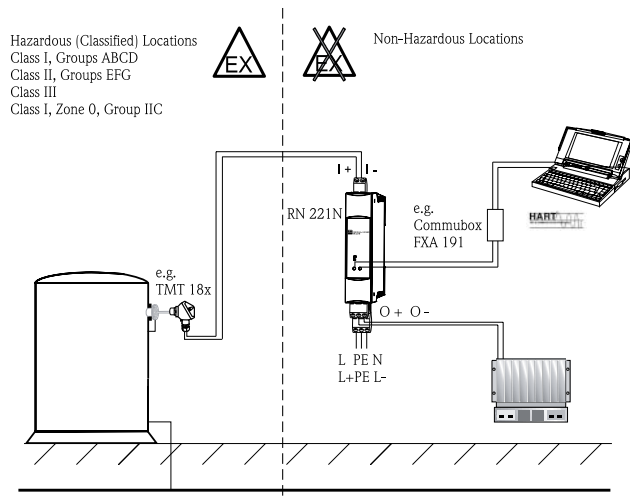 Hazardous (Classified) Locations
Class I, Groups ABCD
Class II, Groups EFG
Class III
Class I, Zone 0, Group IIC
EX
EX
Non-Hazardous Locations
I + I -
RN 221N
e.g.
Commubox
FXA 191
HART
e.g.
TMT 18x
O + O -
L PE N
L+PE L-